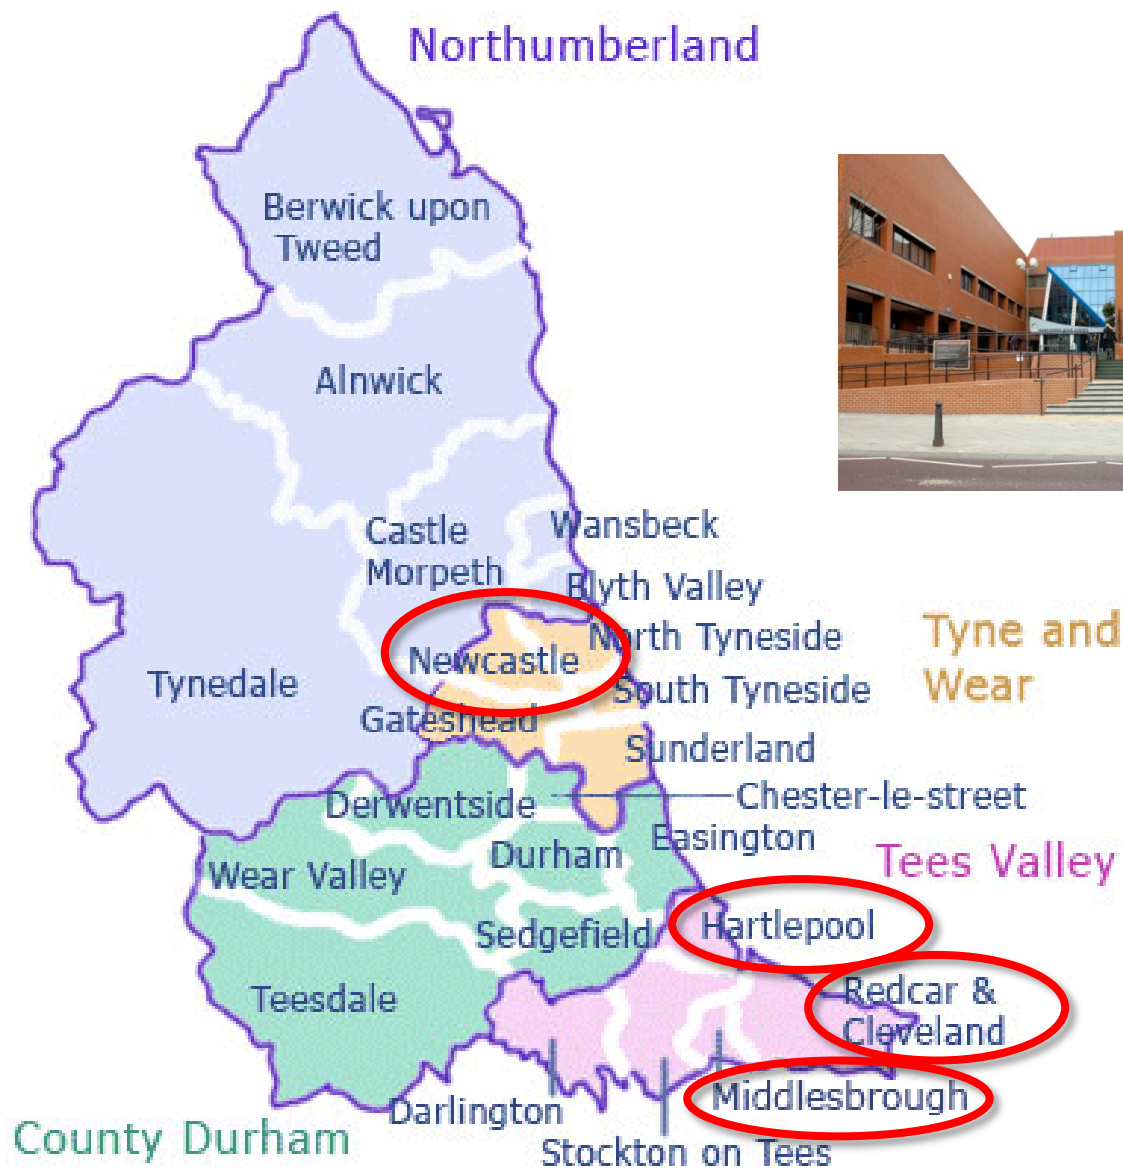 Northumberland
Berwick upon
Tweed
Alnwick
Castle
Morpeth
Wansbeck
Blyth Valley
North Tyneside
Tyne and
Wear
Newcastle
Tynedale
South Tyneside
Gateshead
Sunderland
Derwentside
Chester-le-street
Easington
Durham
Tees Valley
Wear Valley
Hartlepool
Sedgefield
Redcar &
Cleveland
Teesdale
Middlesbrough
Darlington
County Durham
Stockton on Tees